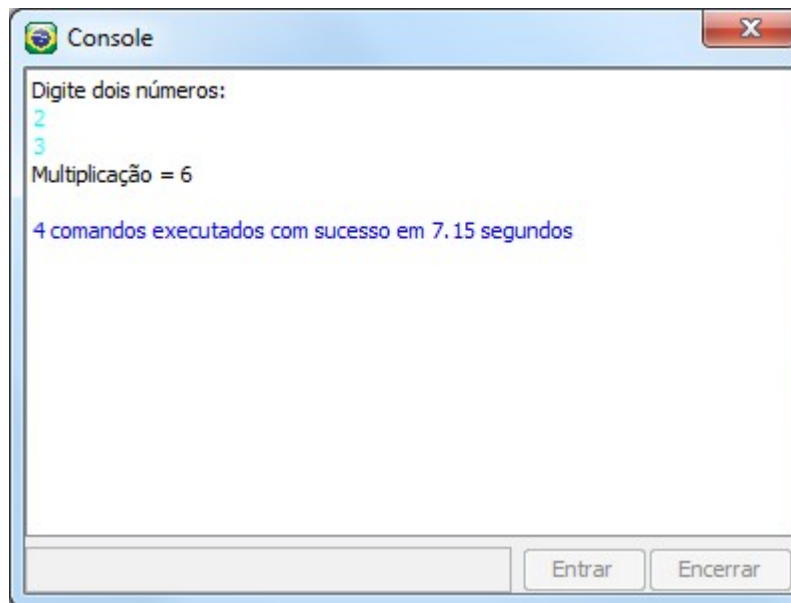 Console
Digite dois números:
2
3
Multiplicação = 6
4 comandos executados com sucesso em 7.15 segundos
Entrar
Encerrar